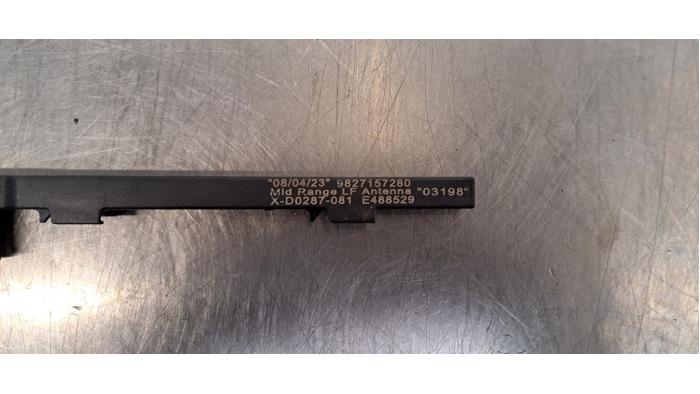 "08/04/23" 9827157280
Mid Range LF Antenna "03198"
X-D0287-081 E488529